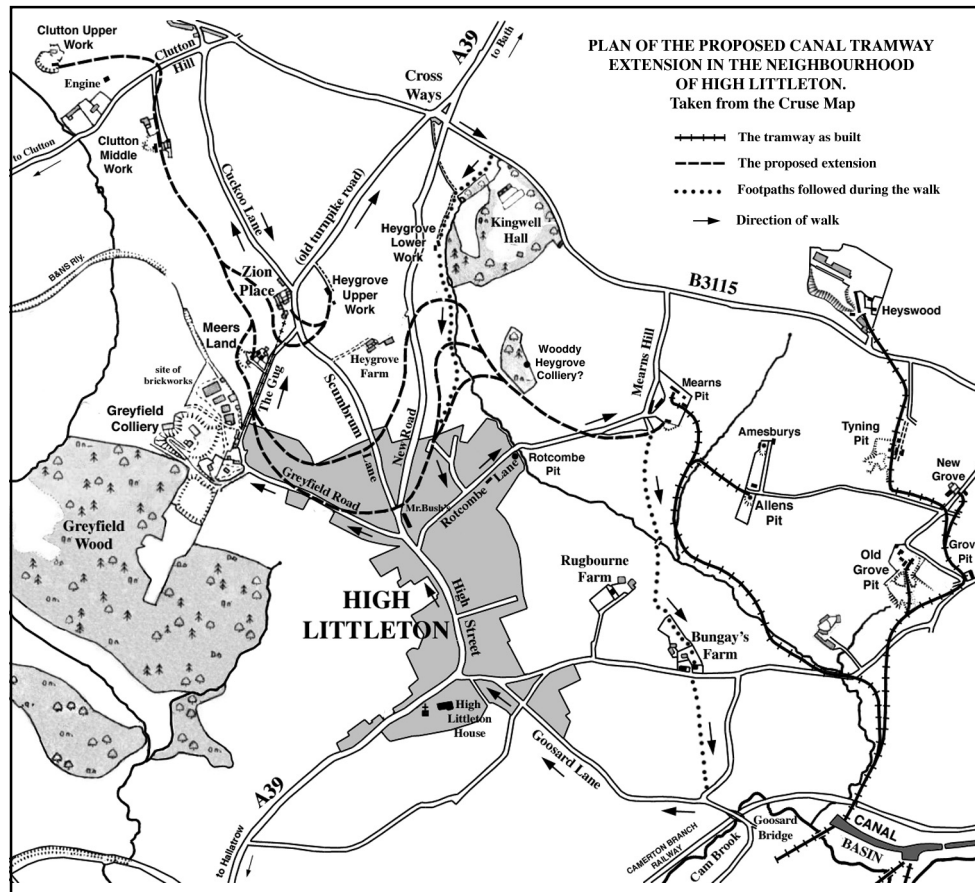 PLAN OF THE PROPOSED CANAL TRAMWAY
EXTENSION IN THE NEIGHBOURHOOD
OF HIGH LITTLETON.
Taken from the Cruse Map
The tramway as built
The proposed extension
Footpaths followed during the walk
Direction of walk
Clutton Upper
Work
Clutton
Hill
Engine
to Clutton
Clutton
Middle
Work
A39
to Bath
Cross
Ways
Cuckoo Lane
(old turnpike road)
Heygrove
Lower
Work
Kingwell
Hall
B&NS Rly.
Zion
Place
Heygrove
Upper
Work
B3115
Heyswood
Meers
Land
The Gug
Heygrove
Farm
Wooddy
Heygrove
Colliery?
Mearns Hill
site of
brickworks
Greyfield
Colliery
Scumbrum
Lane
New Road
Mearns
Pit
Amesburys
Tyning
Pit
New
Grove
Greyfield Road
Rotcombe
Lane
Rotcombe
Pit
Mr.Bush's
Allens
Pit
Grove
Pit
Greyfield
Wood
Old
Grove
Pit
Rugbourne
Farm
HIGH
LITTLETON
High
Street
Bungay's
Farm
High
Littleton
House
Goosard Lane
A39
to Hallatrow
CAMERTON BRANCH
RAILWAY
Cam Brook
Goosard
Bridge
CANAL
BASIN